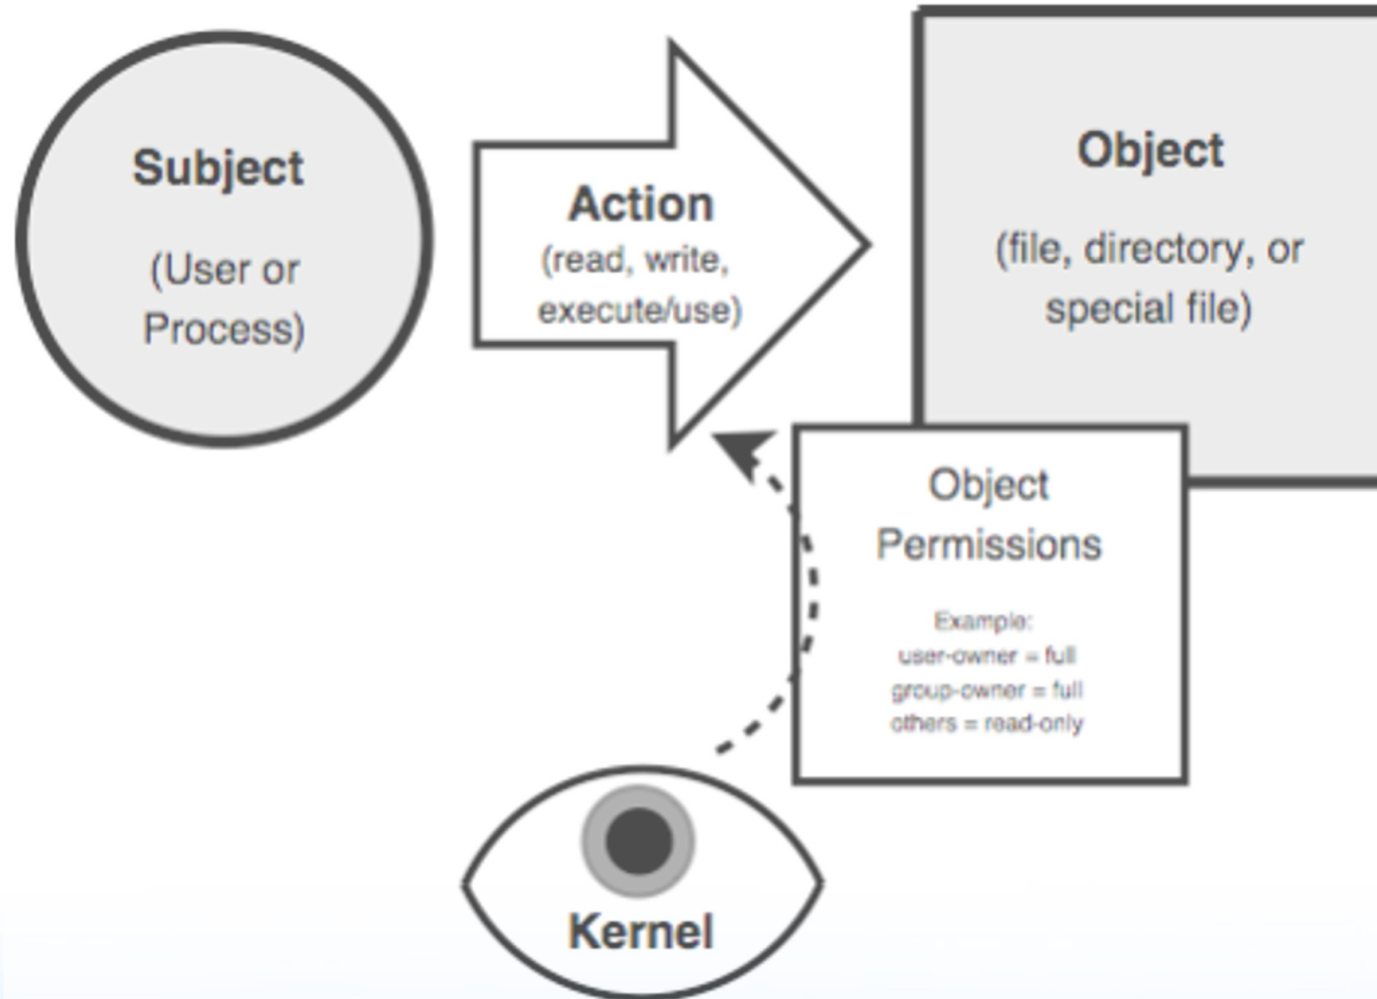 Subject
(User or
Process)
Action
(read, write,
execute/use)
Object
(file, directory, or
special file)
Object
Permissions
Example:
user-owner = full
group-owner = full
others = read-only
Kernel